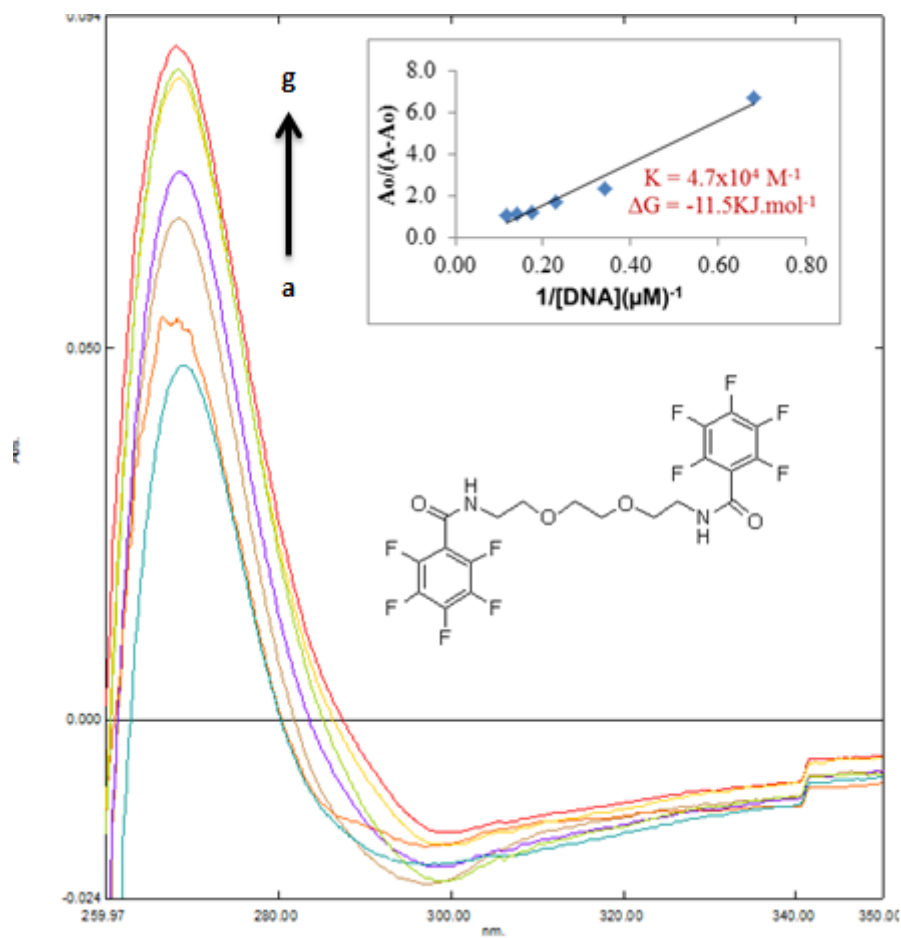 0.094
g
a
8.0
6.0
4.0
2.0
0.0
0.00
0.20
0.40
0.60
0.80
Ao/(A-Ao)
1/[DNA](µM)⁻¹
K = 4.7x10⁴ M⁻¹
ΔG = -11.5KJ.mol⁻¹
0.050
Abs.
F
F
F
F
F
O
N
H
O
O
N
H
O
F
F
F
F
F
0.000
-0.024
259.97
280.00
300.00
320.00
340.00
350.00
nm.